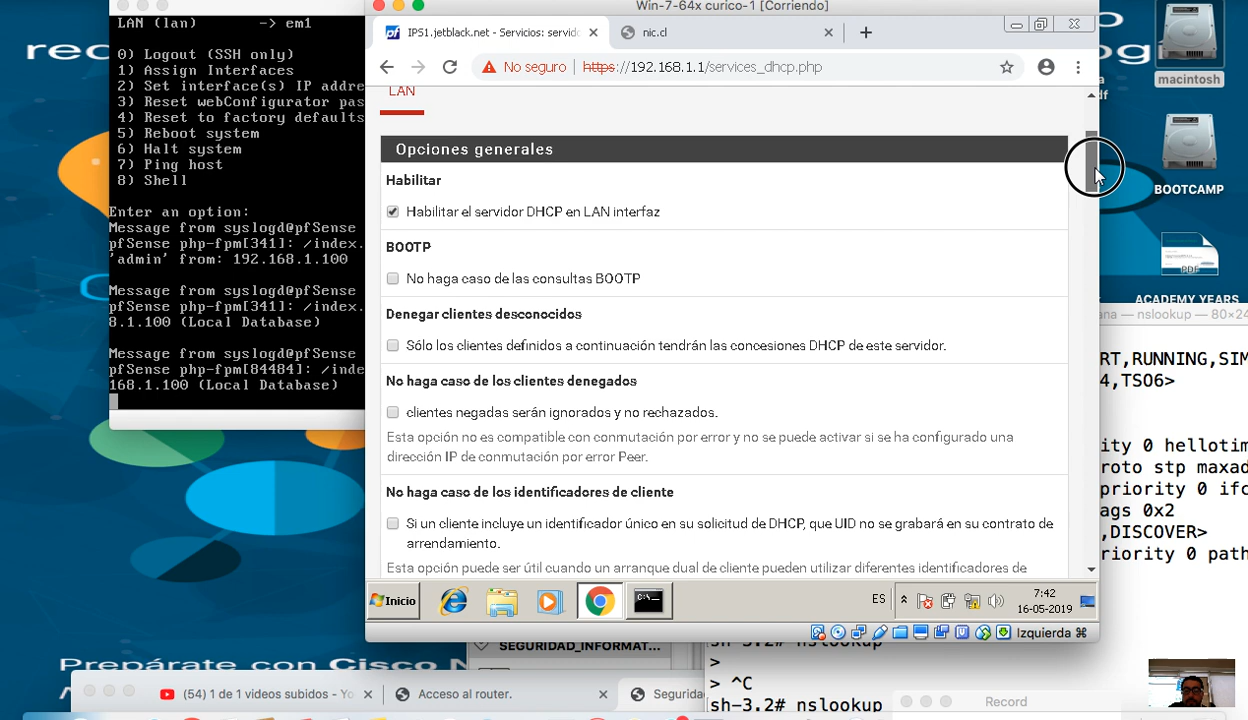 LAN (lan) -> em1
0) Logout (SSH only)
1) Assign Interfaces
2) Set interface(s) IP addre
3) Reset webConfigurator pas
4) Reset to factory defaults
5) Reboot system
6) Halt system
7) Ping host
8) Shell
Enter an option:
Message from syslogd@pfSense
pfSense php-fpm[341]: /index.
'admin' from: 192.168.1.100
Message from syslogd@pfSense
pfSense php-fpm[341]: /index.
8.1.100 (Local Database)
Message from syslogd@pfSense
pfSense php-fpm[84484]: /inde
168.1.100 (Local Database)
Win-7-64x curico-1 [Corriendo]
IPS1.jetblack.net - Servicios: servido
nic.cl
No seguro
https://192.168.1.1/services_dhcp.php
LAN
Opciones generales
Habilitar
Habilitar el servidor DHCP en LAN interfaz
BOOTP
No haga caso de las consultas BOOTP
Denegar clientes desconocidos
Sólo los clientes definidos a continuación tendrán las concesiones DHCP de este servidor.
No haga caso de los clientes denegados
clientes negadas serán ignorados y no rechazados.
Esta opción no es compatible con conmutación por error y no se puede activar si se ha configurado una
dirección IP de conmutación por error Peer.
No haga caso de los identificadores de cliente
Si un cliente incluye un identificador único en su solicitud de DHCP, que UID no se grabará en su contrato de
arrendamiento.
Esta opción puede ser útil cuando un arranque dual de cliente pueden utilizar diferentes identificadores de
Inicio
ES
7:42
16-05-2019
Izquierda ⌘
macintosh
BOOTCAMP
PDF
ACADEMY YEARS
ana — nslookup — 80×24
RT,RUNNING,SIM
4,TSO6>
ity 0 hellotim
roto stp maxad
priority 0 ifc
ags 0x2
,DISCOVER>
riority 0 path
SEGURIDAD_INFORMAT...
sh-3.2# nslookup
>
> ^C
sh-3.2# nslookup
Prepárate con Cisco N
(54) 1 de 1 videos subidos - Yo
Acceso al router.
Segurida
Record